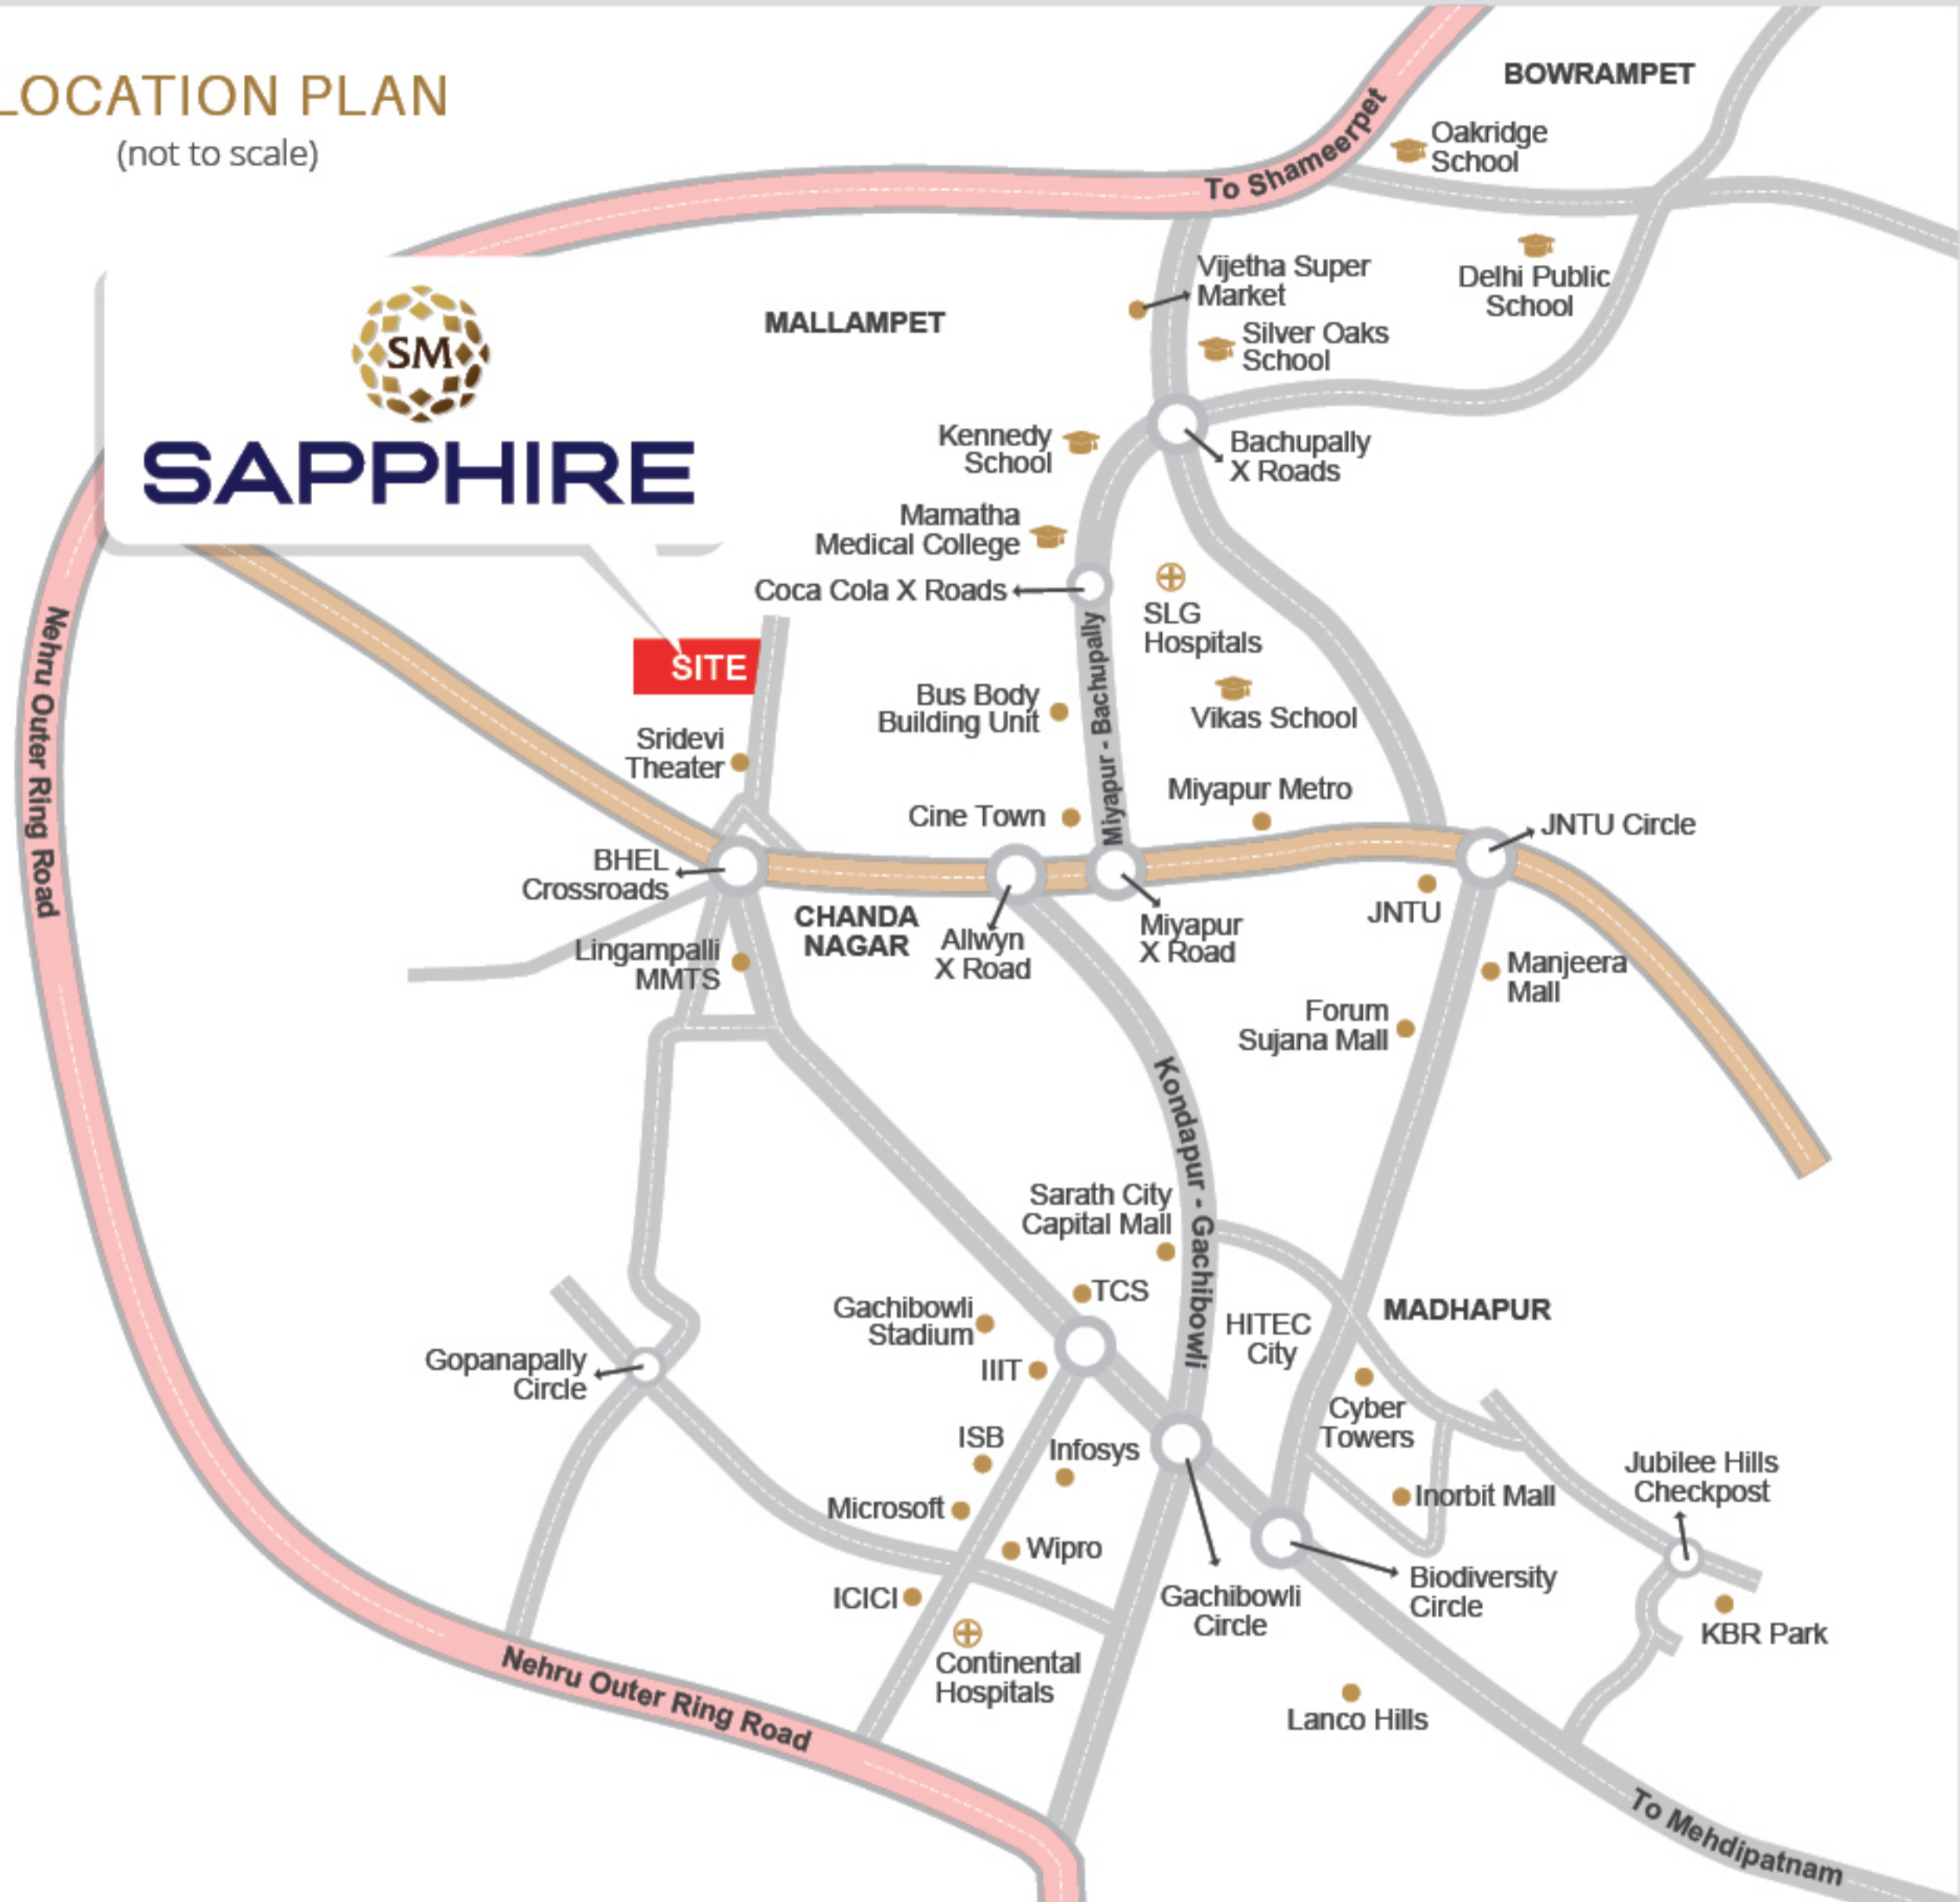 LOCATION PLAN
(not to scale)
BOWRAMPET
Oakridge
School
To Shameerpet
Delhi Public
School
Vijetha Super
Market
MALLAMPET
Silver Oaks
School
SM
SAPPHIRE
Kennedy
School
Bachupally
X Roads
Mamatha
Medical College
Coca Cola X Roads
SLG
Hospitals
Nehru Outer Ring Road
SITE
Miyapur - Bachupally
Bus Body
Building Unit
Vikas School
Sridevi
Theater
Miyapur Metro
Cine Town
JNTU Circle
BHEL
Crossroads
CHANDA
NAGAR
Allwyn
X Road
Miyapur
X Road
JNTU
Lingampalli
MMTS
Manjeera
Mall
Forum
Sujana Mall
Kondapur - Gachibowli
Sarath City
Capital Mall
TCS
Gachibowli
Stadium
HITEC
City
MADHAPUR
IIIT
Gopanapally
Circle
Cyber
Towers
ISB
Infosys
Jubilee Hills
Checkpost
Microsoft
Inorbit Mall
Wipro
Biodiversity
Circle
ICICI
Gachibowli
Circle
KBR Park
Continental
Hospitals
Nehru Outer Ring Road
Lanco Hills
To Mehdipatnam